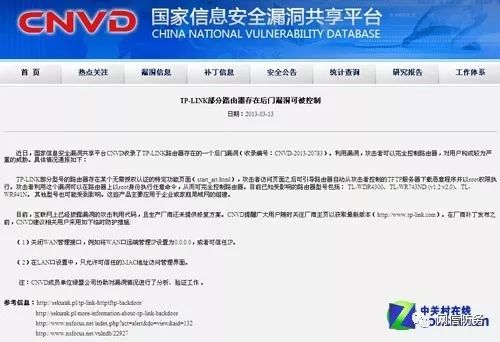 CNVD 国家信息安全漏洞共享平台
CHINA NATIONAL VULNERABILITY DATABASE
首 页 热点关注 漏洞信息 补丁信息 安全公告 统计查询 研究报告 工作体系
TP-LINK部分路由器存在后门漏洞可被控制
日期：2013-03-13
近日，国家信息安全漏洞共享平台CNVD收录了TP-LINK路由器存在的一个后门漏洞（收录编号：CNVD-2013-20783）。利用漏洞，攻击者可以完全控制路由器，对用户构成较为严
重的威胁。具体情况通报如下：
TP-LINK部分型号的路由器存在某个无需授权认证的特定功能页面（start_art.html），攻击者访问页面之后可引导路由器自动从攻击者控制的TFTP服务器下载恶意程序并以root权限执
行。攻击者利用这个漏洞可以在路由器上以root身份执行任意命令，从而可完全控制路由器。目前已知受影响的路由器型号包括：TL-WDR4300、TL-WR743ND (v1.2 v2.0)、TL-
WR941N。其他型号也可能受到影响。这些产品主要应用于企业或家庭局域网的组建。
目前，互联网上已经披露漏洞的攻击利用代码，且生产厂商还未提供修复方案。CNVD提醒广大用户随时关注厂商主页以获取最新版本（http://www.tp-link.com）。在厂商补丁发布之
前，CNVD建议相关用户采用如下临时防护措施：
（1）关闭WAN管理接口，例如将WAN口远端管理IP设置为0.0.0.0，或者可信任IP。
（2）在LAN口设置中，只允许可信任的MAC地址访问管理界面。
注：CNVD成员单位绿盟公司协助对漏洞情况进行了分析、验证工作。
参考信息：http://sekurak.pl/tp-link-httptftp-backdoor
http://sekurak.pl/more-information-about-tp-link-backdoor
http://www.nsfocus.net/index.php?act=alert&do=view&aid=132
http://www.nsfocus.net/vulndb/22927
中关村在线
网信防务